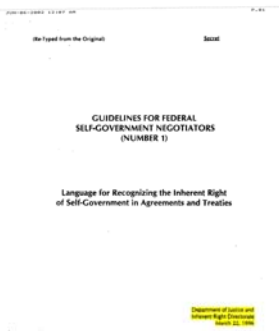 (Re-Typed from the Original)
Secret
GUIDELINES FOR FEDERAL
SELF-GOVERNMENT NEGOTIATORS
(NUMBER 1)
Language for Recognizing the Inherent Right
of Self-Government in Agreements and Treaties
Department of Justice and
Inherent Right Directorate
March 22, 1996